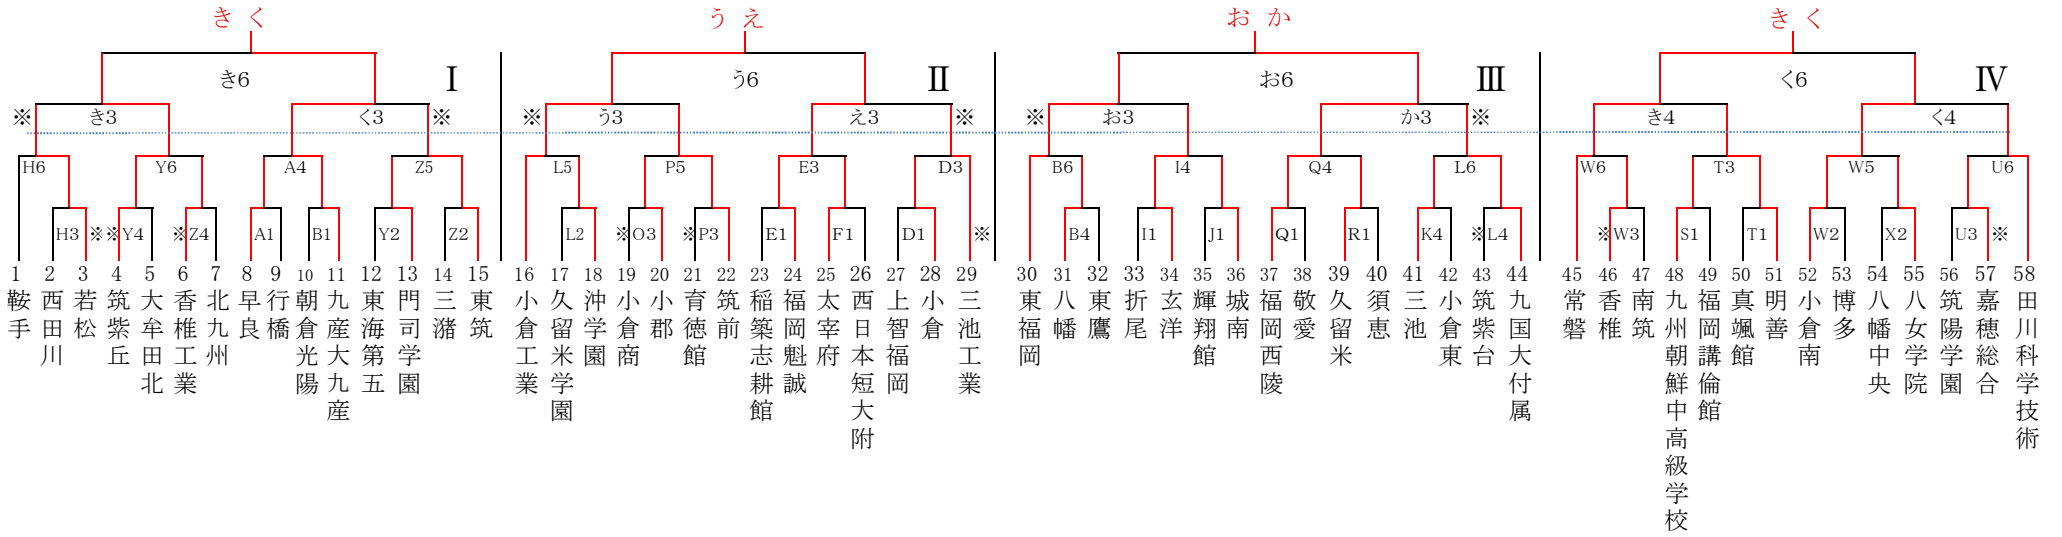 きく うえ おか きく
き6 Ⅰ う6 Ⅱ お6 Ⅲ く6 Ⅳ
※ き3 く3 ※ ※ う3 え3 ※ ※ お3 か3 ※ き4 く4
H6 Y6 A4 Z5 L5 P5 E3 D3 B6 I4 Q4 L6 W6 T3 W5 U6
H3 ※ ※ Y4 ※ Z4 A1 B1 Y2 Z2 L2 ※ O3 ※ P3 E1 F1 D1 ※ B4 I1 J1 Q1 R1 K4 ※ L4 ※ W3 S1 T1 W2 X2 U3 ※
1 鞍手
2 西田川
3 若松
4 筑紫丘
5 大牟田北
6 香椎工業
7 北九州
8 早良
9 行橋
10 朝倉光陽
11 九産大九産
12 東海第五
13 門司学園
14 三潴
15 東筑
16 小倉工業
17 久留米学園
18 沖学園
19 小倉商
20 小郡
21 育徳館
22 筑前
23 稲築志耕館
24 福岡魁誠
25 太宰府
26 西日本短大附
27 上智福岡
28 小倉
29 三池工業
30 東福岡
31 八幡
32 東鷹
33 折尾
34 玄洋
35 輝翔館
36 城南
37 福岡西陵
38 敬愛
39 久留米
40 須恵
41 三池
42 小倉東
43 筑紫台
44 九国大付属
45 常磐
46 香椎
47 南筑
48 九州朝鮮中高級学校
49 福岡講倫館
50 真颯館
51 明善
52 小倉南
53 博多
54 八幡中央
55 八女学院
56 筑陽学園
57 嘉穂総合
58 田川科学技術